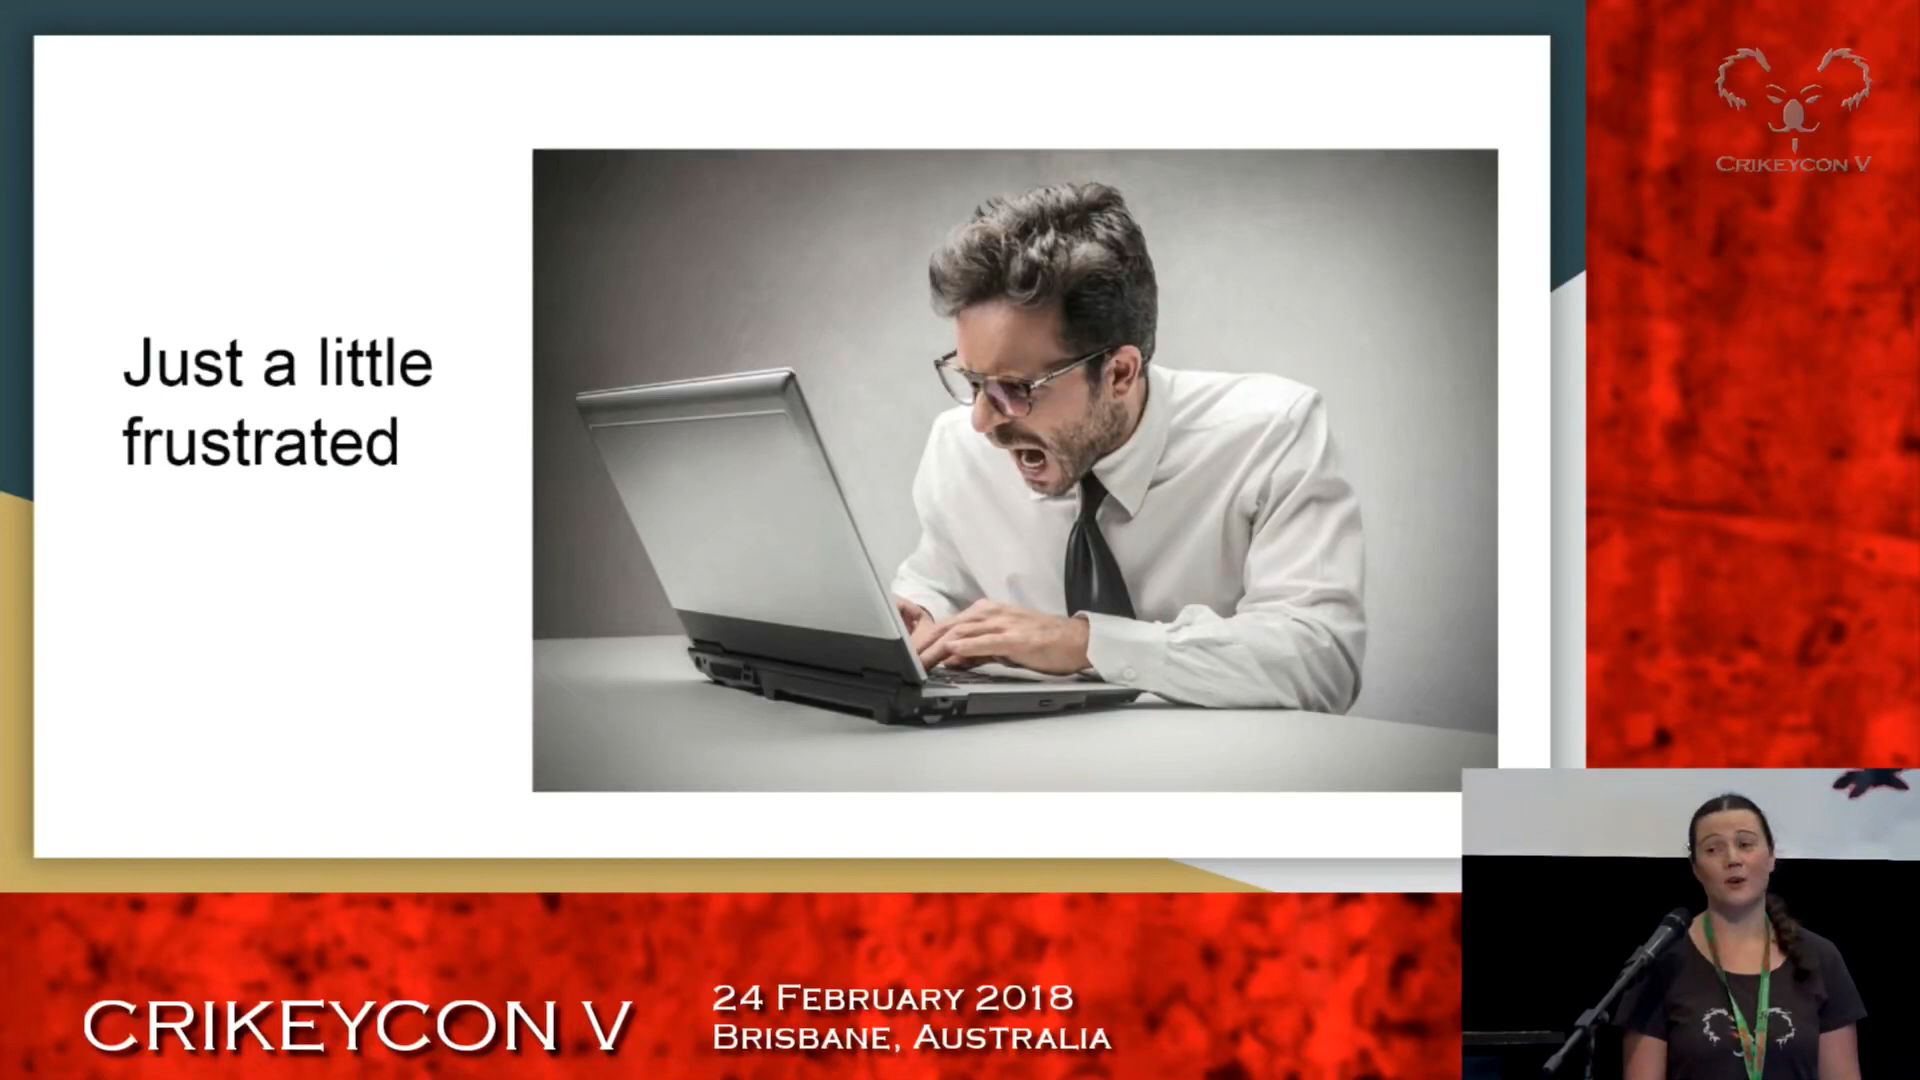 Just a little
frustrated
CRIKEYCON V
CRIKEYCON V
24 FEBRUARY 2018
BRISBANE, AUSTRALIA